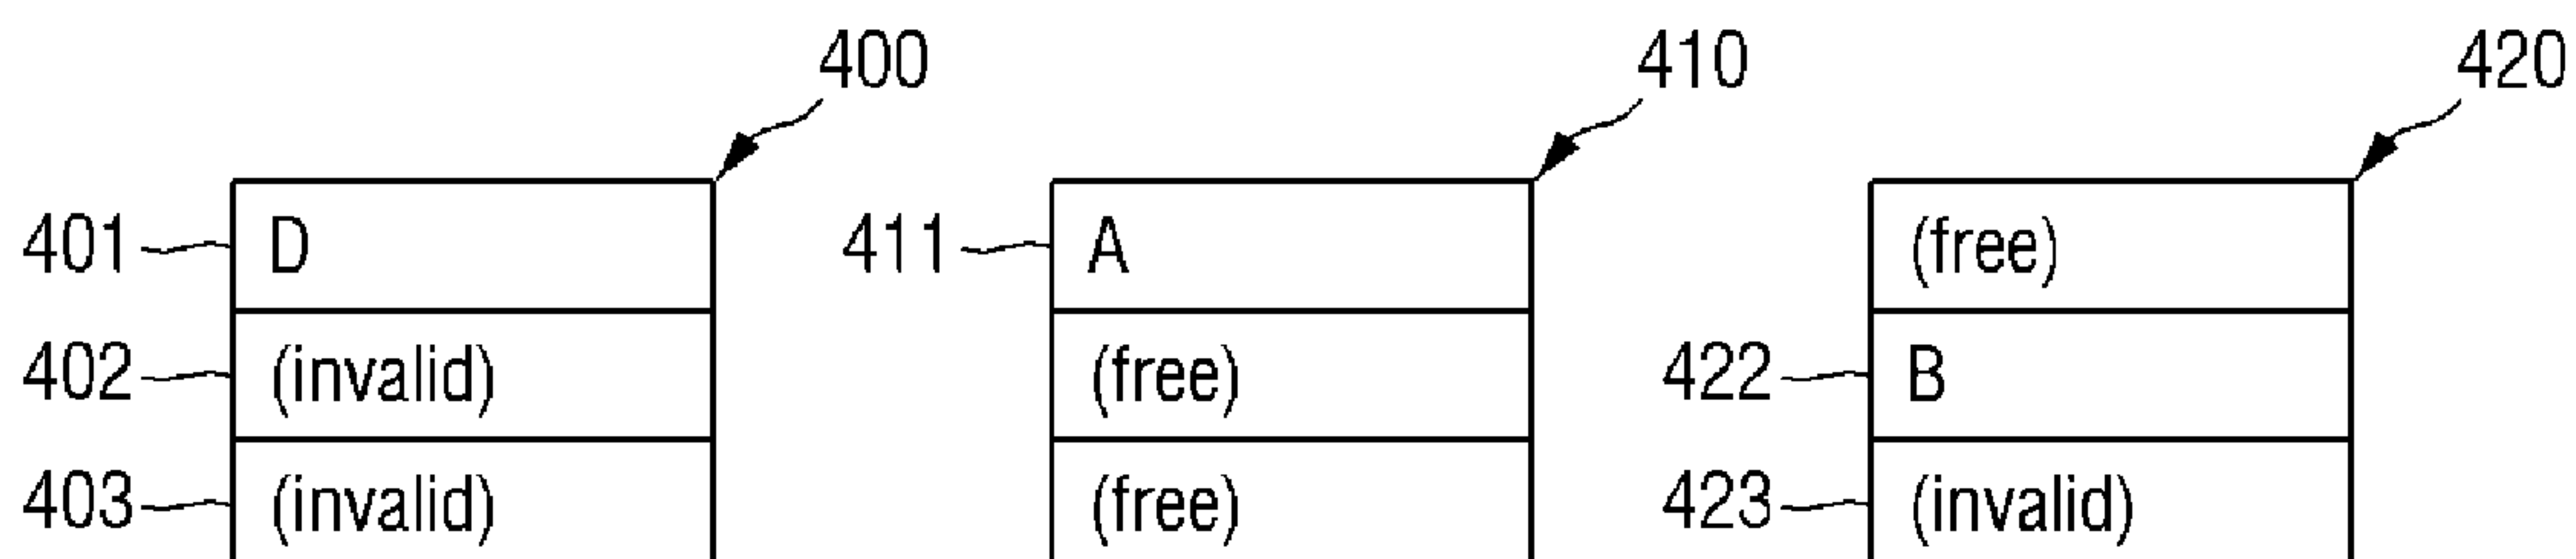 400 410 420
401 D 411 A (free)
402 (invalid) (free) 422 B
403 (invalid) (free) 423 (invalid)